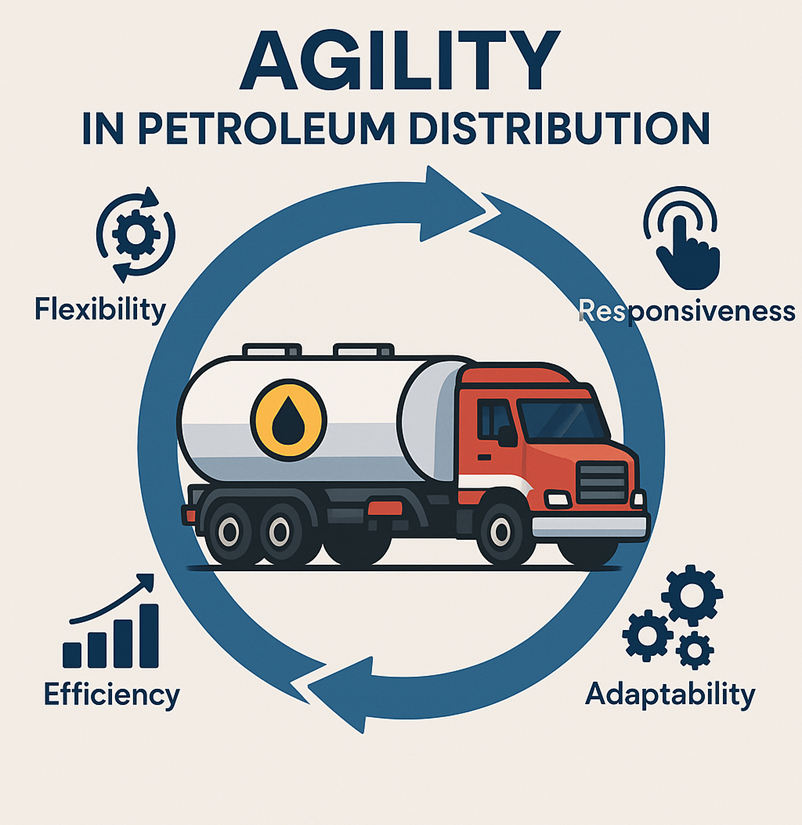 AGILITY
IN PETROLEUM DISTRIBUTION
Flexibility
Responsiveness
Efficiency
Adaptability